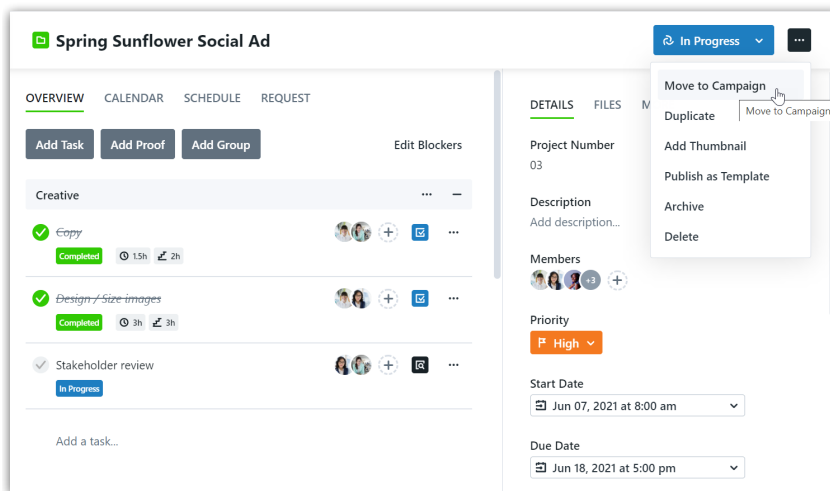 Spring Sunflower Social Ad
In Progress
OVERVIEW CALENDAR SCHEDULE REQUEST
Add Task Add Proof Add Group Edit Blockers
Creative
Copy
Completed 1.5h 2h
Design / Size images
Completed 3h 3h
Stakeholder review
In Progress
Add a task...
DETAILS FILES M
Project Number
03
Description
Add description...
Members
+3
Priority
High
Start Date
Jun 07, 2021 at 8:00 am
Due Date
Jun 18, 2021 at 5:00 pm
Move to Campaign
Move to Campaign
Duplicate
Add Thumbnail
Publish as Template
Archive
Delete